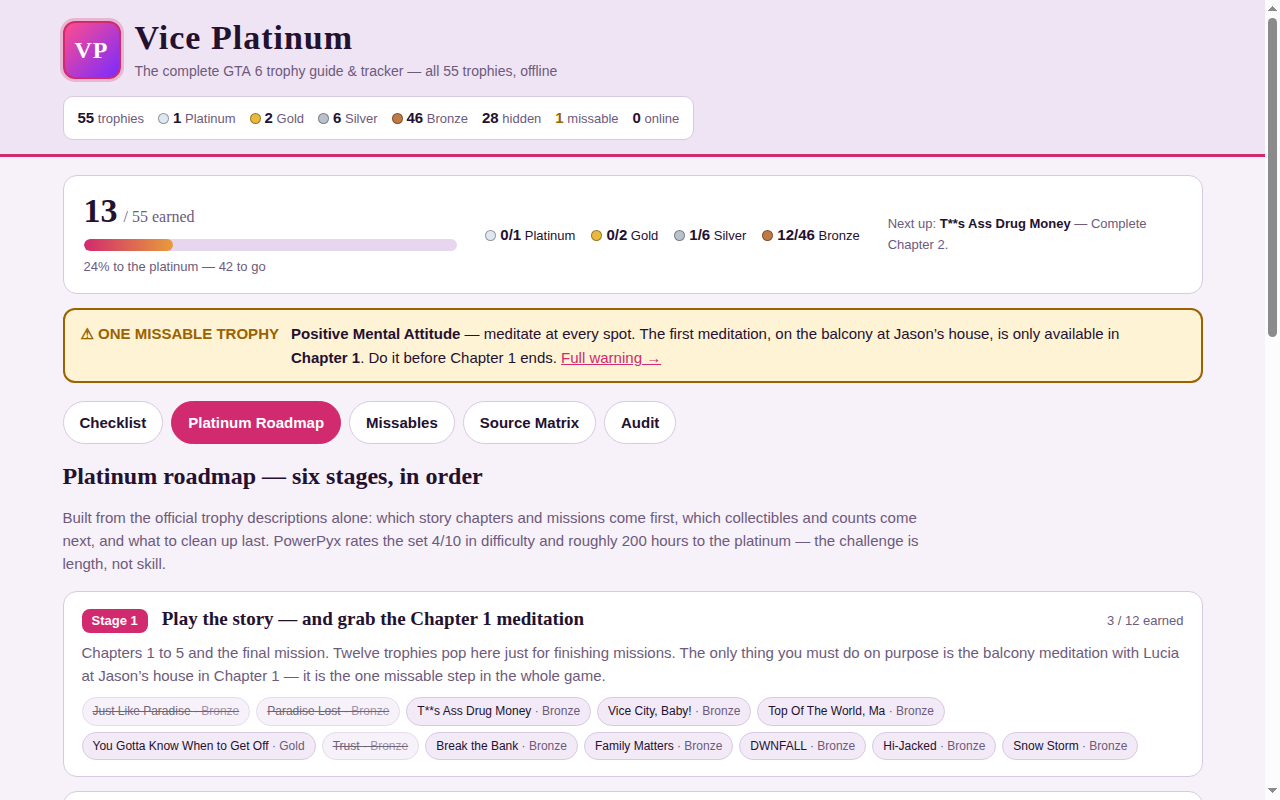 VP
Vice Platinum
The complete GTA 6 trophy guide & tracker — all 55 trophies, offline
55 trophies 1 Platinum 2 Gold 6 Silver 46 Bronze 28 hidden 1 missable 0 online
13 / 55 earned
24% to the platinum — 42 to go
0/1 Platinum 0/2 Gold 1/6 Silver 12/46 Bronze
Next up: T**s Ass Drug Money — Complete
Chapter 2.
⚠ ONE MISSABLE TROPHY
Positive Mental Attitude — meditate at every spot. The first meditation, on the balcony at Jason’s house, is only available in
Chapter 1. Do it before Chapter 1 ends. Full warning →
Checklist Platinum Roadmap Missables Source Matrix Audit
Platinum roadmap — six stages, in order
Built from the official trophy descriptions alone: which story chapters and missions come first, which collectibles and counts come
next, and what to clean up last. PowerPyx rates the set 4/10 in difficulty and roughly 200 hours to the platinum — the challenge is
length, not skill.
Stage 1 Play the story — and grab the Chapter 1 meditation 3 / 12 earned
Chapters 1 to 5 and the final mission. Twelve trophies pop here just for finishing missions. The only thing you must do on purpose is the balcony meditation with Lucia
at Jason’s house in Chapter 1 — it is the one missable step in the whole game.
Just Like Paradise · Bronze Paradise Lost · Bronze T**s Ass Drug Money · Bronze Vice City, Baby! · Bronze Top Of The World, Ma · Bronze
You Gotta Know When to Get Off · Gold Trust · Bronze Break the Bank · Bronze Family Matters · Bronze DWNFALL · Bronze Hi-Jacked · Bronze Snow Storm · Bronze